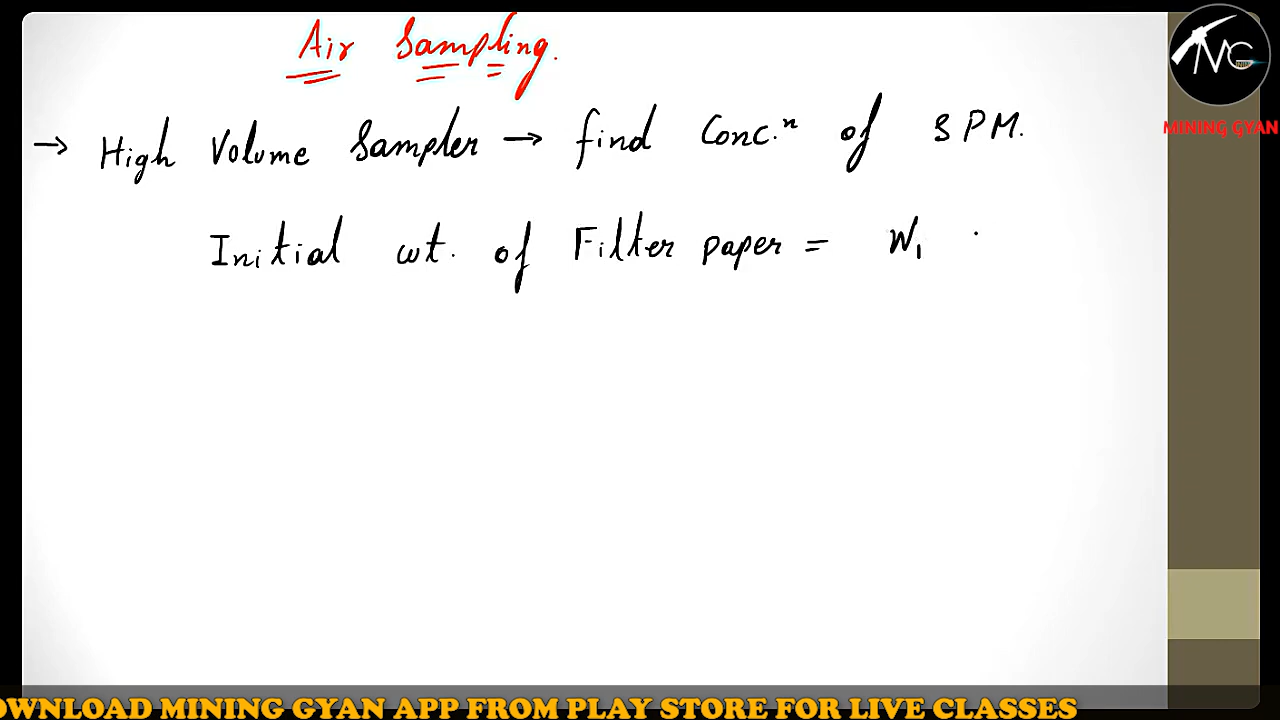 Air Sampling.
→ High Volume Sampler → find Conc.ⁿ of SPM.
Initial wt. of Filter paper = W₁
MG
MINING GYAN
OWNLOAD MINING GYAN APP FROM PLAY STORE FOR LIVE CLASSES